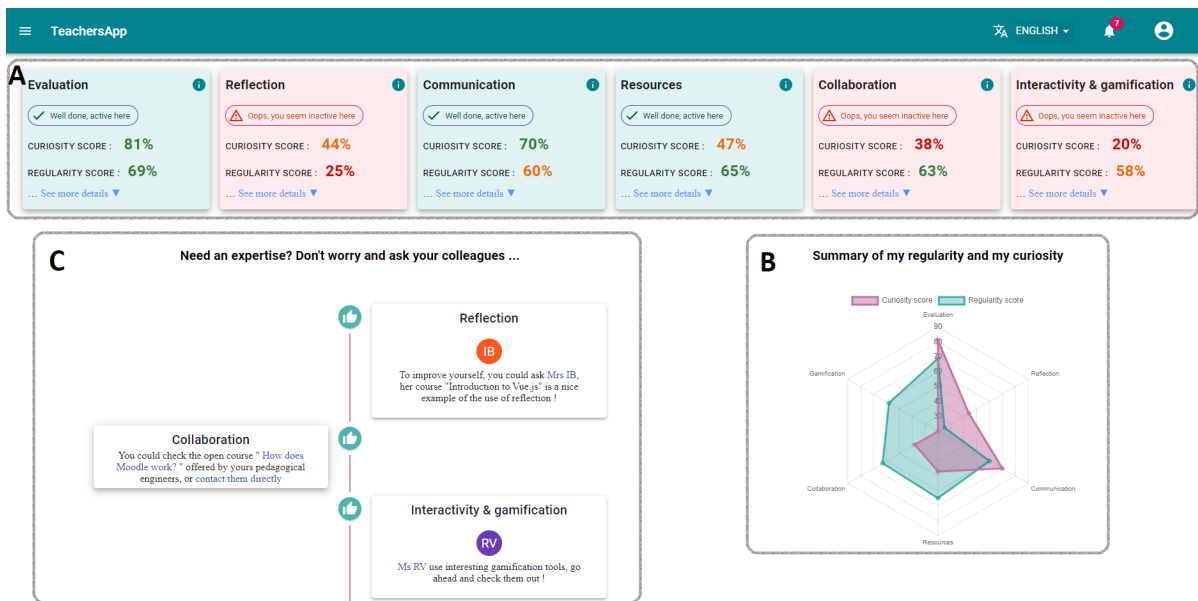 TeachersApp
ENGLISH
7
A
Evaluation
Well done, active here
CURIOSITY SCORE : 81%
REGULARITY SCORE : 69%
... See more details ▼
Reflection
Oops, you seem inactive here
CURIOSITY SCORE : 44%
REGULARITY SCORE : 25%
... See more details ▼
Communication
Well done, active here
CURIOSITY SCORE : 70%
REGULARITY SCORE : 60%
... See more details ▼
Resources
Well done, active here
CURIOSITY SCORE : 47%
REGULARITY SCORE : 65%
... See more details ▼
Collaboration
Oops, you seem inactive here
CURIOSITY SCORE : 38%
REGULARITY SCORE : 63%
... See more details ▼
Interactivity & gamification
Oops, you seem inactive here
CURIOSITY SCORE : 20%
REGULARITY SCORE : 58%
... See more details ▼
C
Need an expertise? Don't worry and ask your colleagues ...
Reflection
IB
To improve yourself, you could ask Mrs IB,
her course "Introduction to Vue.js" is a nice
example of the use of reflection !
Collaboration
You could check the open course " How does
Moodle work? " offered by yours pedagogical
engineers, or contact them directly
Interactivity & gamification
RV
Ms RV use interesting gamification tools, go
ahead and check them out !
B
Summary of my regularity and my curiosity
Curiosity score
Regularity score
Evaluation
90
80
70
60
50
40
30
Gamification
Reflection
Collaboration
Communication
Resources